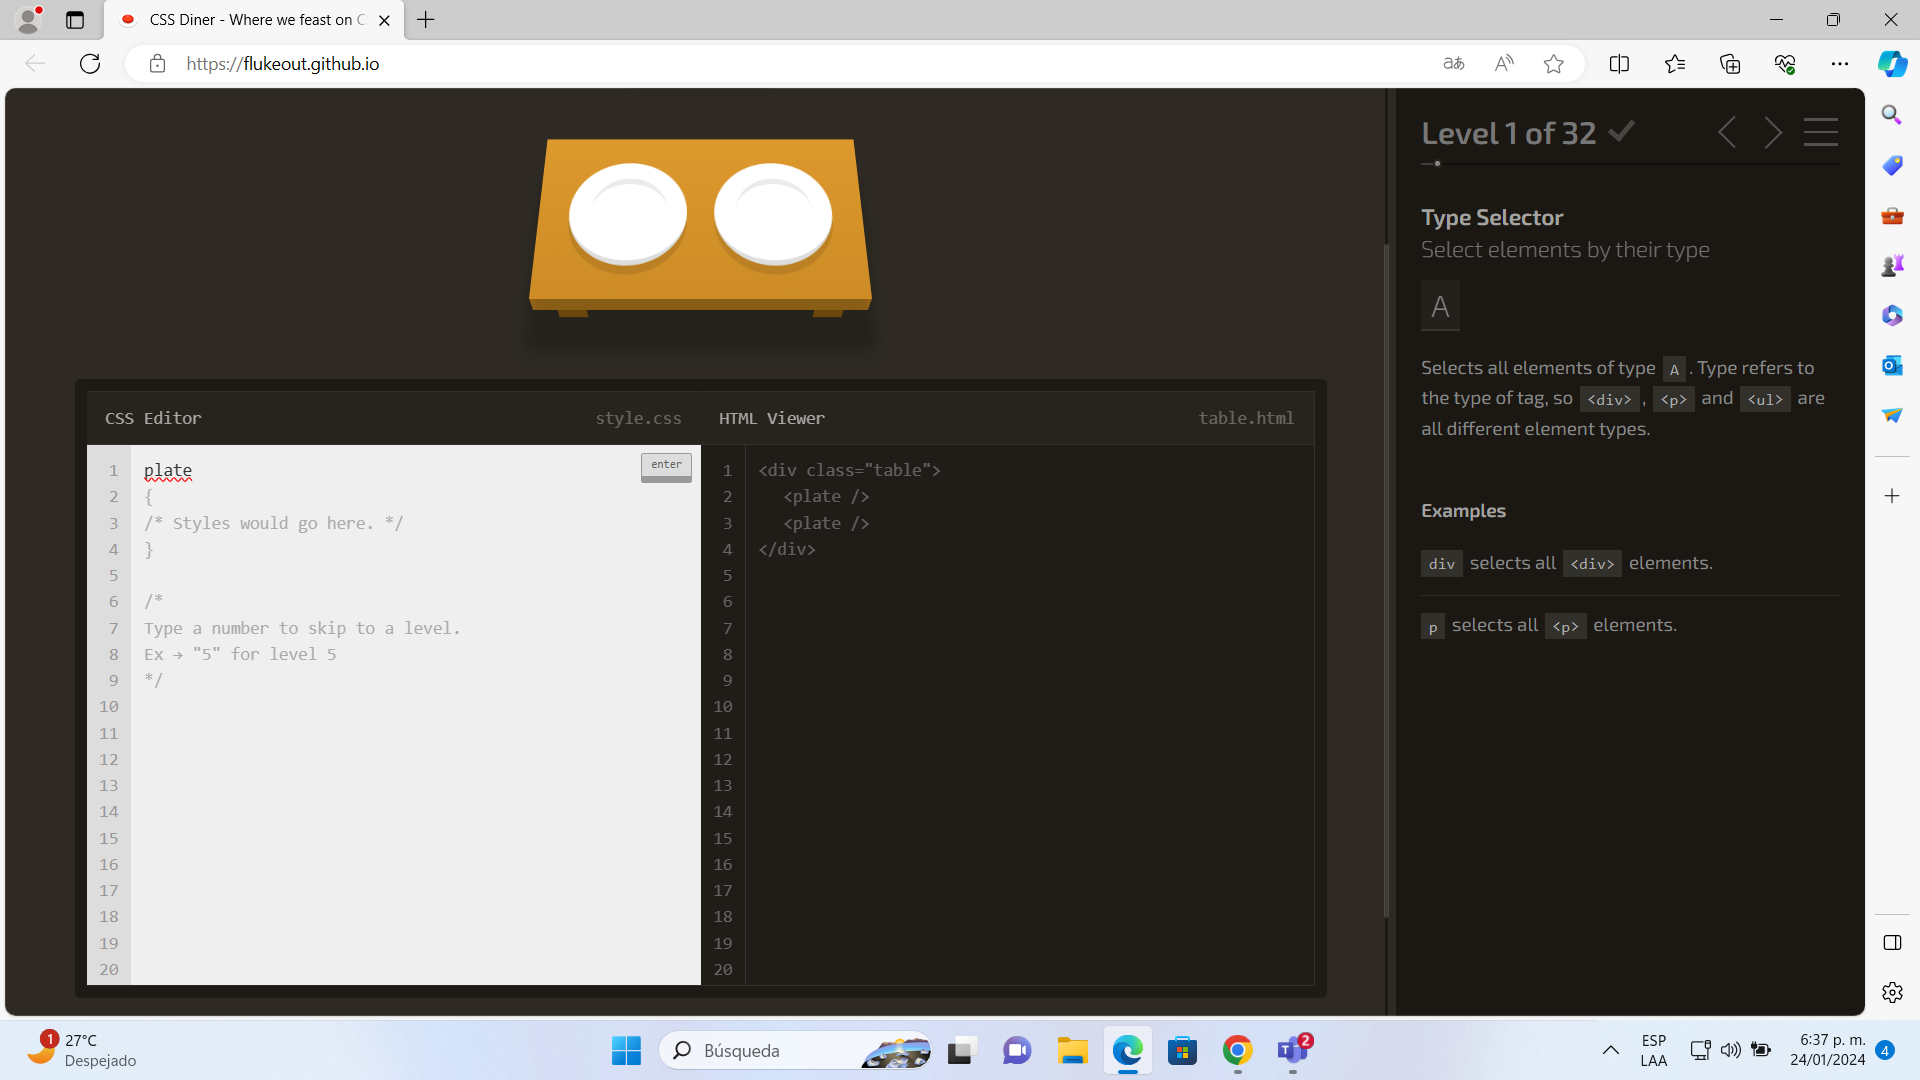 CSS Diner - Where we feast on C
https://flukeout.github.io
aあ
Level 1 of 32
Type Selector
Select elements by their type
A
Selects all elements of type A . Type refers to
the type of tag, so <div> , <p> and <ul> are
all different element types.
Examples
div selects all <div> elements.
p selects all <p> elements.
CSS Editor style.css
enter
1 plate
2 {
3 /* Styles would go here. */
4 }
5
6 /*
7 Type a number to skip to a level.
8 Ex → "5" for level 5
9 */
10
11
12
13
14
15
16
17
18
19
20
HTML Viewer table.html
1 <div class="table">
2 <plate />
3 <plate />
4 </div>
5
6
7
8
9
10
11
12
13
14
15
16
17
18
19
20
1
27°C
Despejado
Búsqueda
2
ESP
LAA
6:37 p. m.
24/01/2024
4